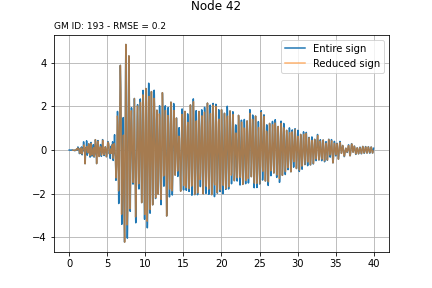 Node 42
GM ID: 193 - RMSE = 0.2
Entire sign
Reduced sign
4
2
0
−2
−4
0 5 10 15 20 25 30 35 40